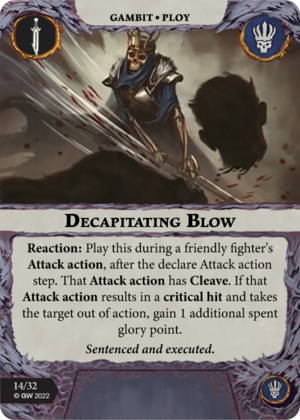 GAMBIT • PLOY
DECAPITATING BLOW
Reaction: Play this during a friendly fighter's
Attack action, after the declare Attack action
step. That Attack action has Cleave. If that
Attack action results in a critical hit and takes
the target out of action, gain 1 additional spent
glory point.
Sentenced and executed.
14/32
© GW 2022